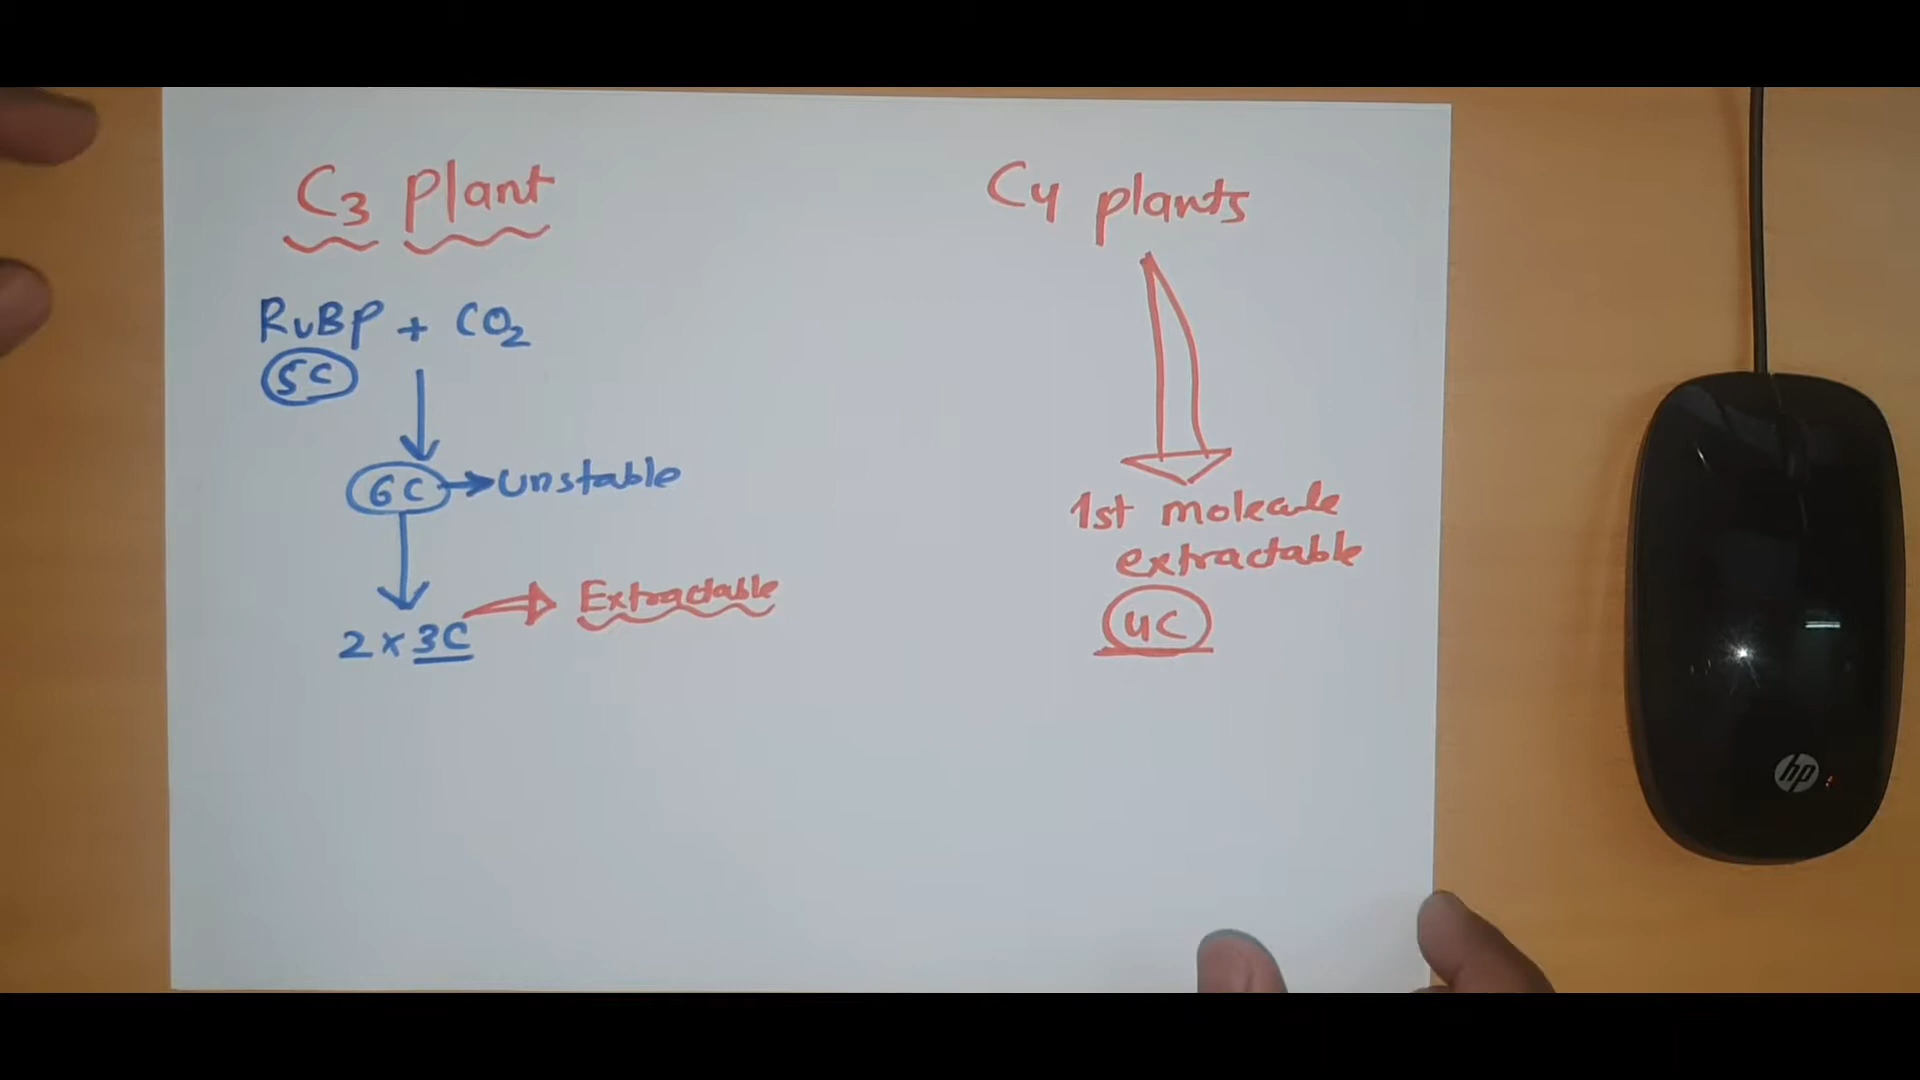 C3 Plant
RuBP + CO2
5C
6C → Unstable
2 x 3C ⇒ Extractable
C4 plants
1st molecule
extractable
4C
hp